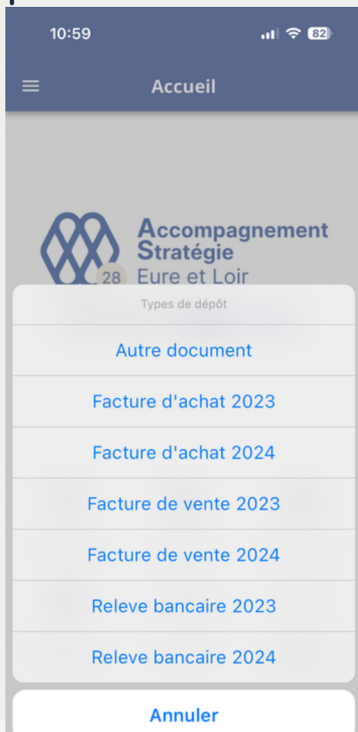 10:59
82
Accueil
Accompagnement
Stratégie
28 Eure et Loir
Types de dépôt
Autre document
Facture d'achat 2023
Facture d'achat 2024
Facture de vente 2023
Facture de vente 2024
Releve bancaire 2023
Releve bancaire 2024
Annuler